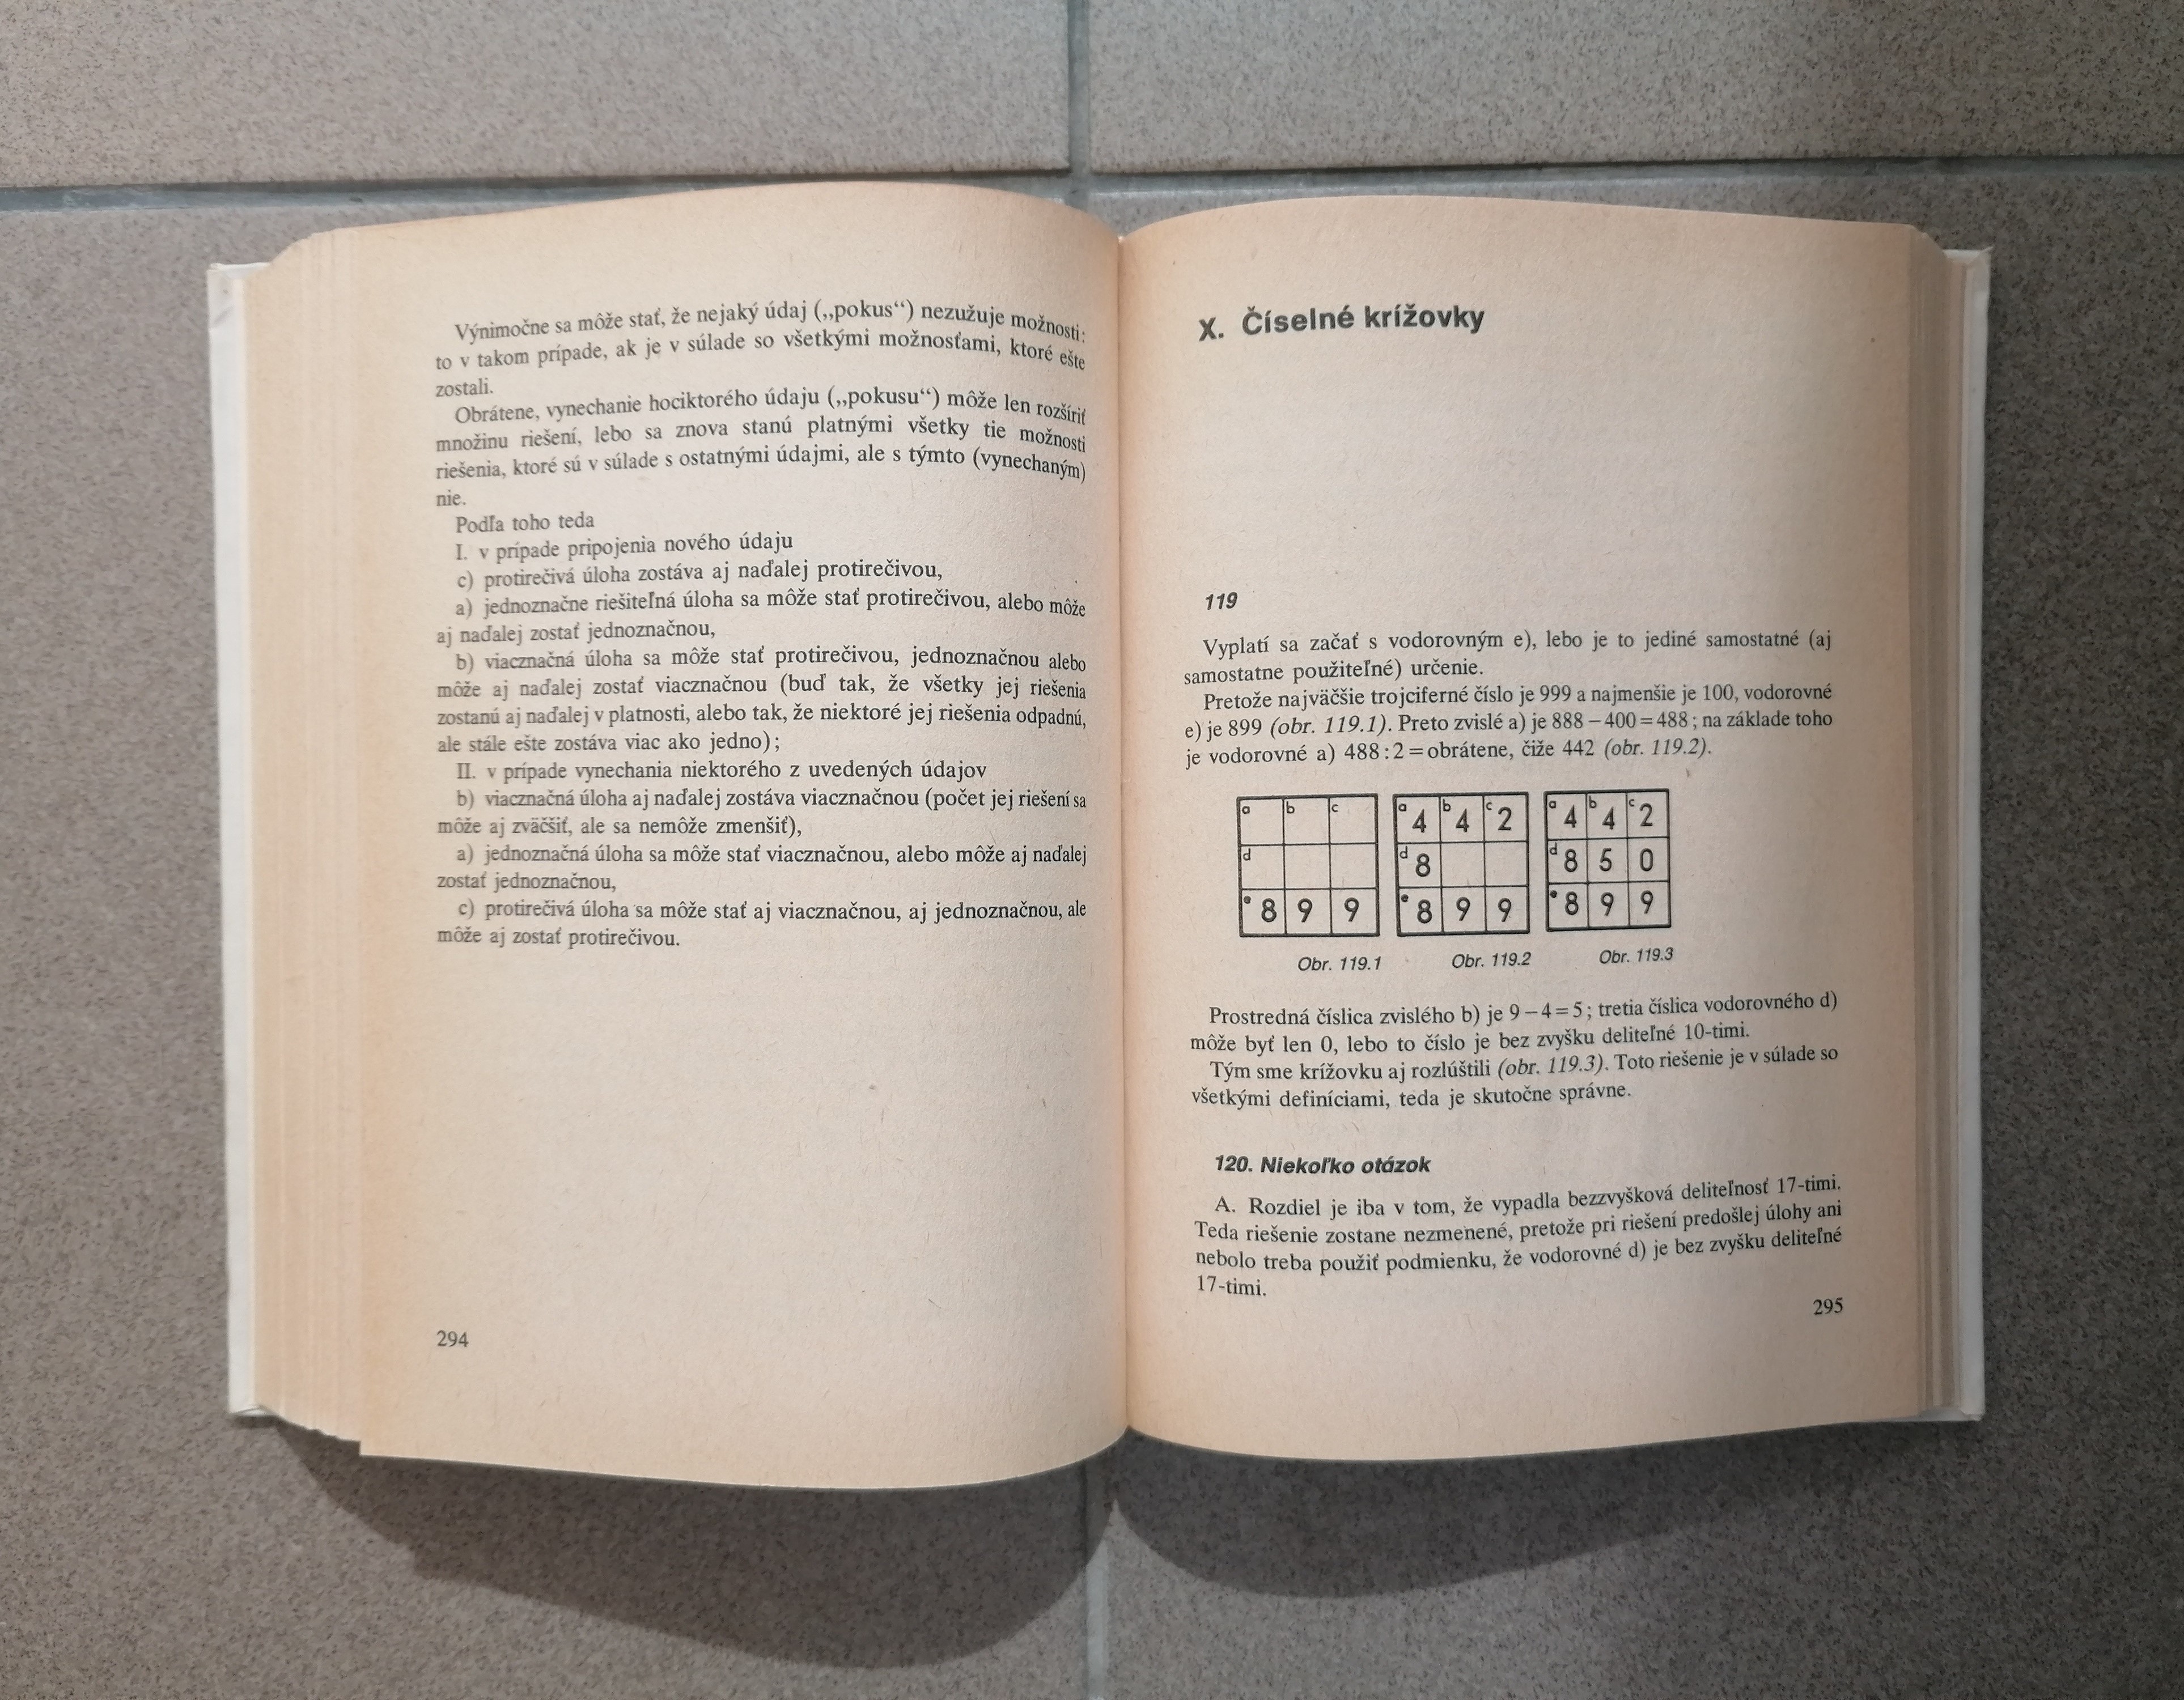 Výnimočne sa môže stať, že nejaký údaj („pokus“) nezužuje možnosti:
to v takom prípade, ak je v súlade so všetkými možnosťami, ktoré ešte
zostali.
Obrátene, vynechanie hociktorého údaju („pokusu“) môže len rozšíriť
množinu riešení, lebo sa znova stanú platnými všetky tie možnosti
riešenia, ktoré sú v súlade s ostatnými údajmi, ale s týmto (vynechaným)
nie.
Podľa toho teda
I. v prípade pripojenia nového údaju
c) protirečivá úloha zostáva aj naďalej protirečivou,
a) jednoznačne riešiteľná úloha sa môže stať protirečivou, alebo môže
aj naďalej zostať jednoznačnou,
b) viacznačná úloha sa môže stať protirečivou, jednoznačnou alebo
môže aj naďalej zostať viacznačnou (buď tak, že všetky jej riešenia
zostanú aj naďalej v platnosti, alebo tak, že niektoré jej riešenia odpadnú,
ale stále ešte zostáva viac ako jedno);
II. v prípade vynechania niektorého z uvedených údajov
b) viacznačná úloha aj naďalej zostáva viacznačnou (počet jej riešení sa
môže aj zväčšiť, ale sa nemôže zmenšiť),
a) jednoznačná úloha sa môže stať viacznačnou, alebo môže aj naďalej
zostať jednoznačnou,
c) protirečivá úloha sa môže stať aj viacznačnou, aj jednoznačnou, ale
môže aj zostať protirečivou.
294
X. Číselné krížovky
119
Vyplatí sa začať s vodorovným e), lebo je to jediné samostatné (aj
samostatne použiteľné) určenie.
Pretože najväčšie trojciferné číslo je 999 a najmenšie je 100, vodorovné
e) je 899 (obr. 119.1). Preto zvislé a) je 888 – 400 = 488; na základe toho
je vodorovné a) 488 : 2 = obrátene, čiže 442 (obr. 119.2).
a b c
d
e 8 9 9
Obr. 119.1
a 4 b 4 c 2
d 8
e 8 9 9
Obr. 119.2
a 4 b 4 c 2
d 8 5 0
e 8 9 9
Obr. 119.3
Prostredná číslica zvislého b) je 9 – 4 = 5; tretia číslica vodorovného d)
môže byť len 0, lebo to číslo je bez zvyšku deliteľné 10-timi.
Tým sme krížovku aj rozlúštili (obr. 119.3). Toto riešenie je v súlade so
všetkými definíciami, teda je skutočne správne.
120. Niekoľko otázok
A. Rozdiel je iba v tom, že vypadla bezzvyšková deliteľnosť 17-timi.
Teda riešenie zostane nezmenené, pretože pri riešení predošlej úlohy ani
nebolo treba použiť podmienku, že vodorovné d) je bez zvyšku deliteľné
17-timi.
295